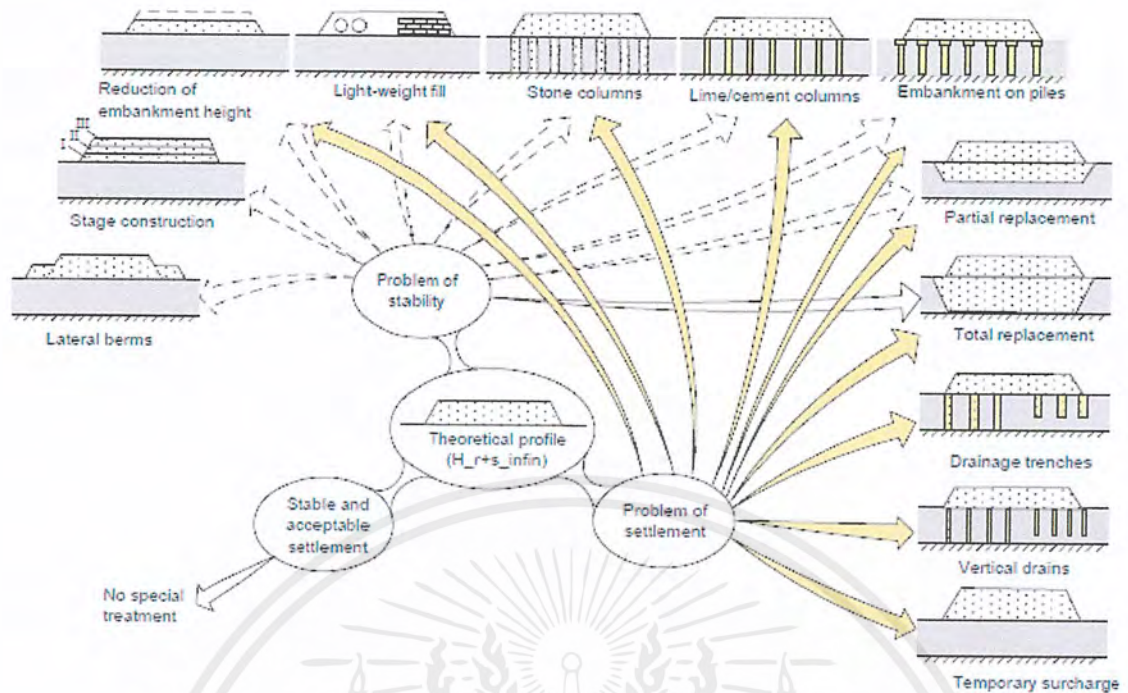 Reduction of
embankment height
Light-weight fill
Stone columns
Lime/cement columns
Embankment on piles
III
II
I
Stage construction
Partial replacement
Lateral berms
Problem of
stability
Total replacement
Theoretical profile
(H_r+s_infin)
Drainage trenches
Stable and
acceptable
settlement
Problem of
settlement
Vertical drains
No special
treatment
Temporary surcharge